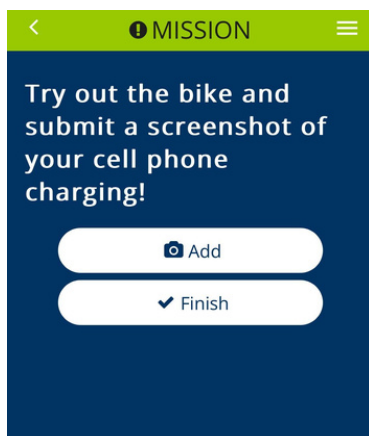 MISSION
Try out the bike and
submit a screenshot of
your cell phone
charging!
Add
Finish